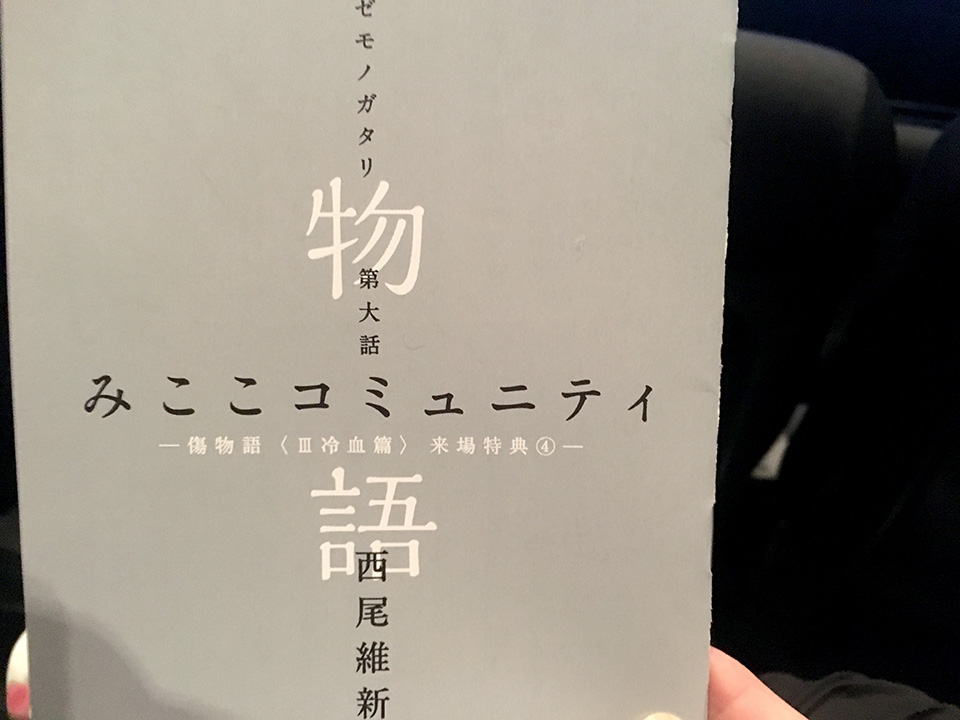 ゼモノガタリ
物
第大話
みここコミュニティ
―傷物語〈Ⅲ冷血篇〉 来場特典④―
語
西尾維新